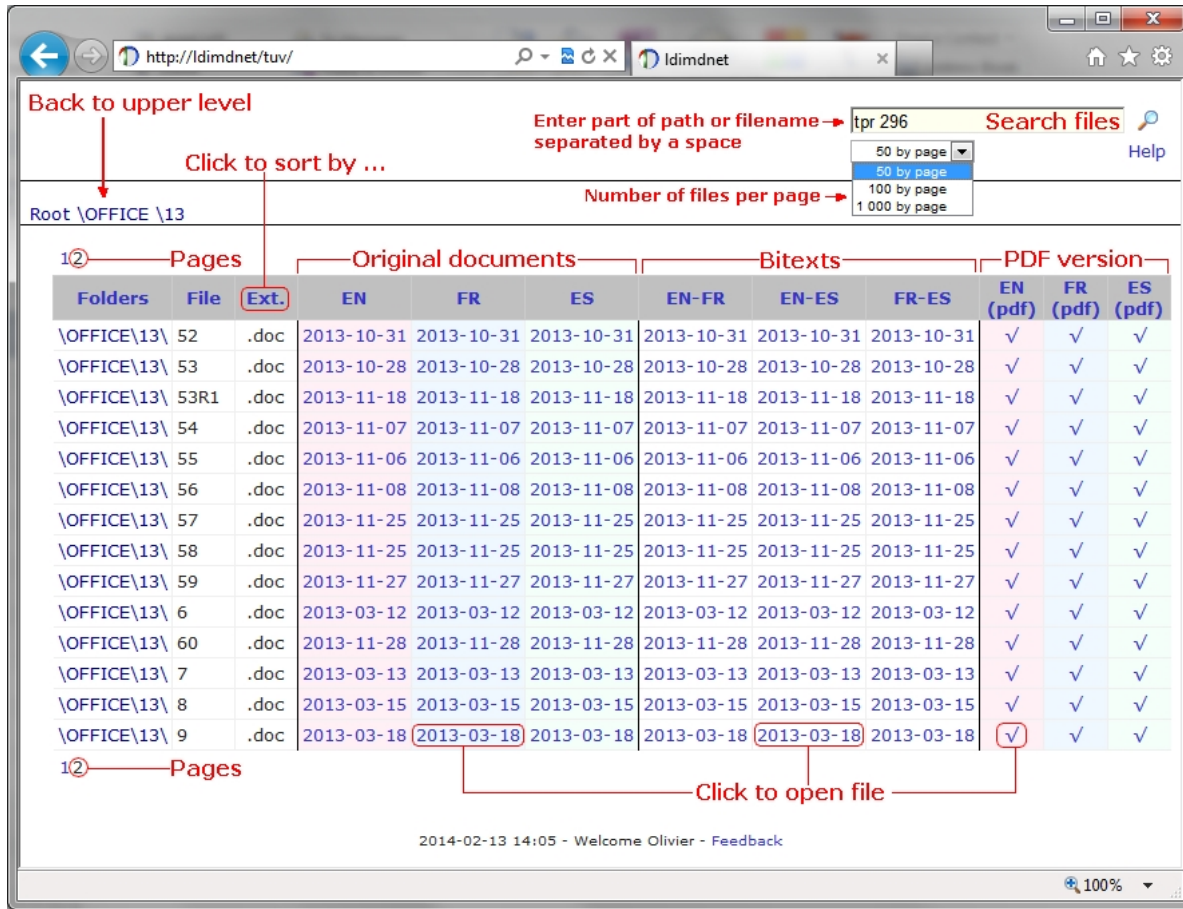 http://ldimdnet/tuv/
ldimdnet
Back to upper level
Enter part of path or filename separated by a space
tpr 296
Search files
50 by page
Help
Click to sort by ...
50 by page
100 by page
1 000 by page
Number of files per page
Root \OFFICE \13
1 2 Pages
Original documents Bitexts PDF version
Folders File Ext. EN FR ES EN-FR EN-ES FR-ES EN (pdf) FR (pdf) ES (pdf)
\OFFICE\13\ 52 .doc 2013-10-31 2013-10-31 2013-10-31 2013-10-31 2013-10-31 2013-10-31 √ √ √
\OFFICE\13\ 53 .doc 2013-10-28 2013-10-28 2013-10-28 2013-10-28 2013-10-28 2013-10-28 √ √ √
\OFFICE\13\ 53R1 .doc 2013-11-18 2013-11-18 2013-11-18 2013-11-18 2013-11-18 2013-11-18 √ √ √
\OFFICE\13\ 54 .doc 2013-11-07 2013-11-07 2013-11-07 2013-11-07 2013-11-07 2013-11-07 √ √ √
\OFFICE\13\ 55 .doc 2013-11-06 2013-11-06 2013-11-06 2013-11-06 2013-11-06 2013-11-06 √ √ √
\OFFICE\13\ 56 .doc 2013-11-08 2013-11-08 2013-11-08 2013-11-08 2013-11-08 2013-11-08 √ √ √
\OFFICE\13\ 57 .doc 2013-11-25 2013-11-25 2013-11-25 2013-11-25 2013-11-25 2013-11-25 √ √ √
\OFFICE\13\ 58 .doc 2013-11-25 2013-11-25 2013-11-25 2013-11-25 2013-11-25 2013-11-25 √ √ √
\OFFICE\13\ 59 .doc 2013-11-27 2013-11-27 2013-11-27 2013-11-27 2013-11-27 2013-11-27 √ √ √
\OFFICE\13\ 6 .doc 2013-03-12 2013-03-12 2013-03-12 2013-03-12 2013-03-12 2013-03-12 √ √ √
\OFFICE\13\ 60 .doc 2013-11-28 2013-11-28 2013-11-28 2013-11-28 2013-11-28 2013-11-28 √ √ √
\OFFICE\13\ 7 .doc 2013-03-13 2013-03-13 2013-03-13 2013-03-13 2013-03-13 2013-03-13 √ √ √
\OFFICE\13\ 8 .doc 2013-03-15 2013-03-15 2013-03-15 2013-03-15 2013-03-15 2013-03-15 √ √ √
\OFFICE\13\ 9 .doc 2013-03-18 2013-03-18 2013-03-18 2013-03-18 2013-03-18 2013-03-18 √ √ √
1 2 Pages
Click to open file
2014-02-13 14:05 - Welcome Olivier - Feedback
100%